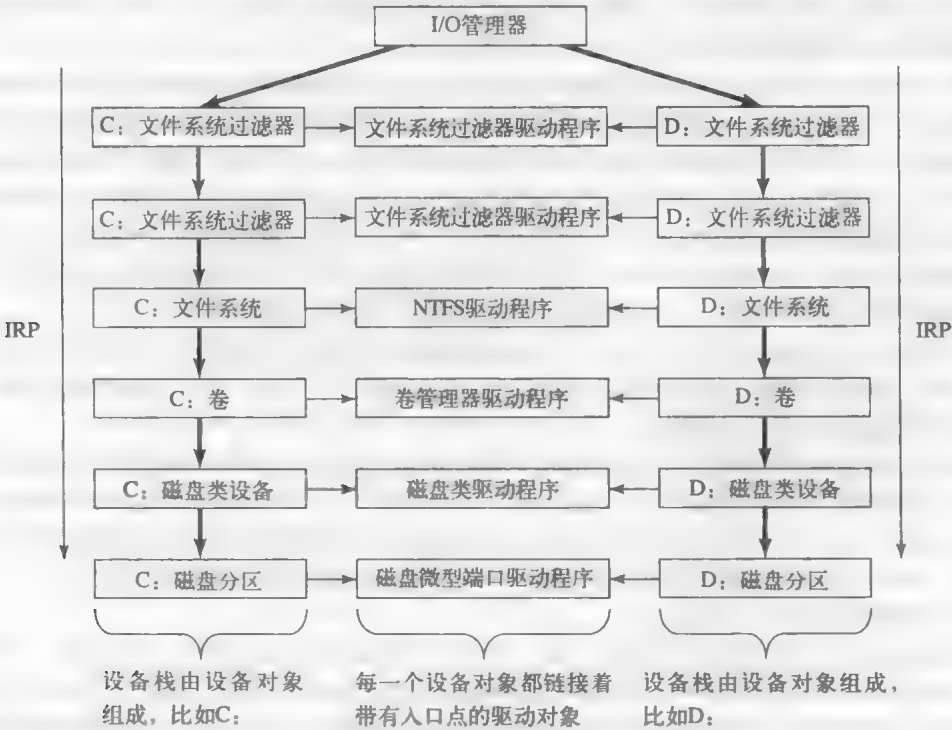 I/O管理器
C：文件系统过滤器
文件系统过滤器驱动程序
D：文件系统过滤器
C：文件系统过滤器
文件系统过滤器驱动程序
D：文件系统过滤器
C：文件系统
NTFS驱动程序
D：文件系统
IRP
IRP
C：卷
卷管理器驱动程序
D：卷
C：磁盘类设备
磁盘类驱动程序
D：磁盘类设备
C：磁盘分区
磁盘微型端口驱动程序
D：磁盘分区
设备栈由设备对象
组成，比如C：
每一个设备对象都链接着
带有入口点的驱动对象
设备栈由设备对象组成，
比如D：